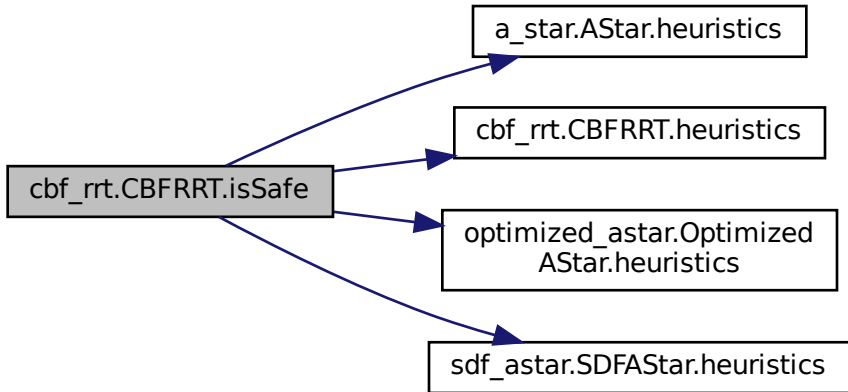 a_star.AStar.heuristics
cbf_rrt.CBFRRT.heuristics
cbf_rrt.CBFRRT.isSafe
optimized_astar.Optimized
AStar.heuristics
sdf_astar.SDFAStar.heuristics